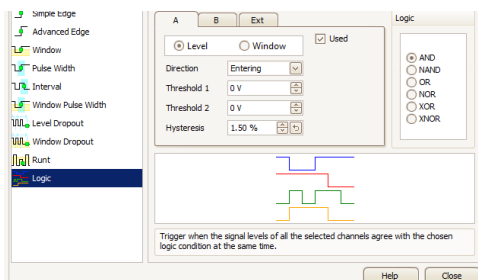 Simple Edge
Advanced Edge
Window
Pulse Width
Interval
Window Pulse Width
Level Dropout
Window Dropout
Runt
Logic
A B Ext
Level Window Used
Direction Entering
Threshold 1 0 V
Threshold 2 0 V
Hysteresis 1.50 %
Logic
AND
NAND
OR
NOR
XOR
XNOR
Trigger when the signal levels of all the selected channels agree with the chosen
logic condition at the same time.
Help Close